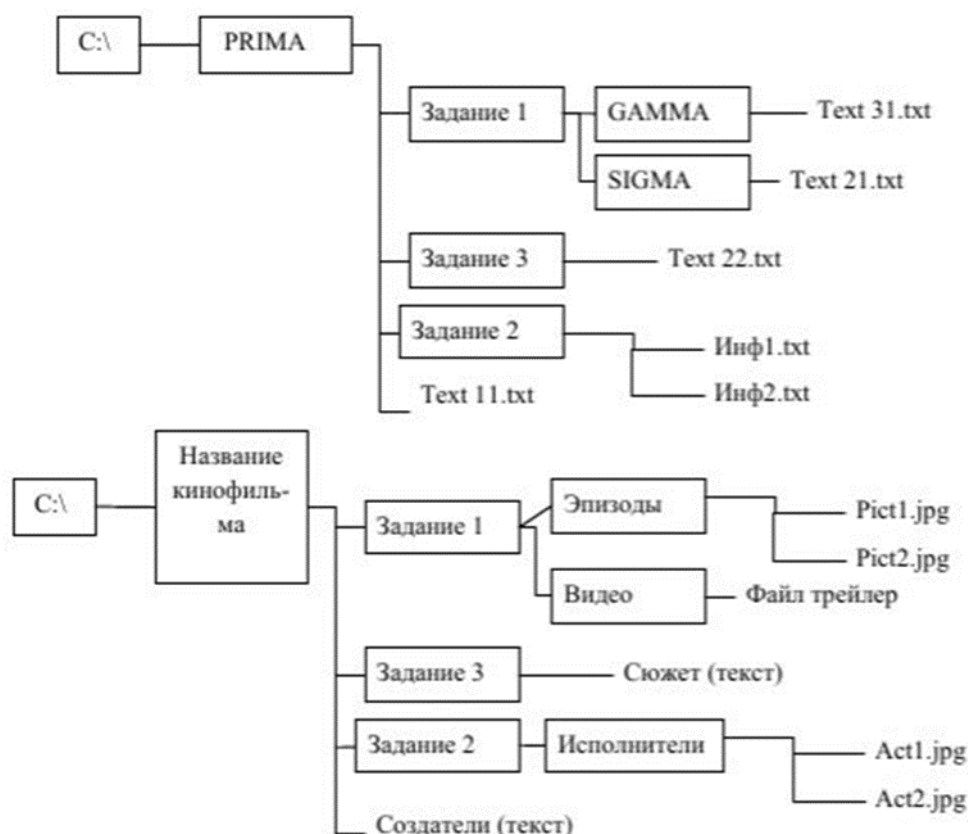 C:\
PRIMA
Задание 1
GAMMA
Text 31.txt
SIGMA
Text 21.txt
Задание 3
Text 22.txt
Задание 2
Инф1.txt
Инф2.txt
Text 11.txt
C:\
Название
кинофиль-
ма
Задание 1
Эпизоды
Pict1.jpg
Pict2.jpg
Видео
Файл трейлер
Задание 3
Сюжет (текст)
Задание 2
Исполнители
Act1.jpg
Act2.jpg
Создатели (текст)